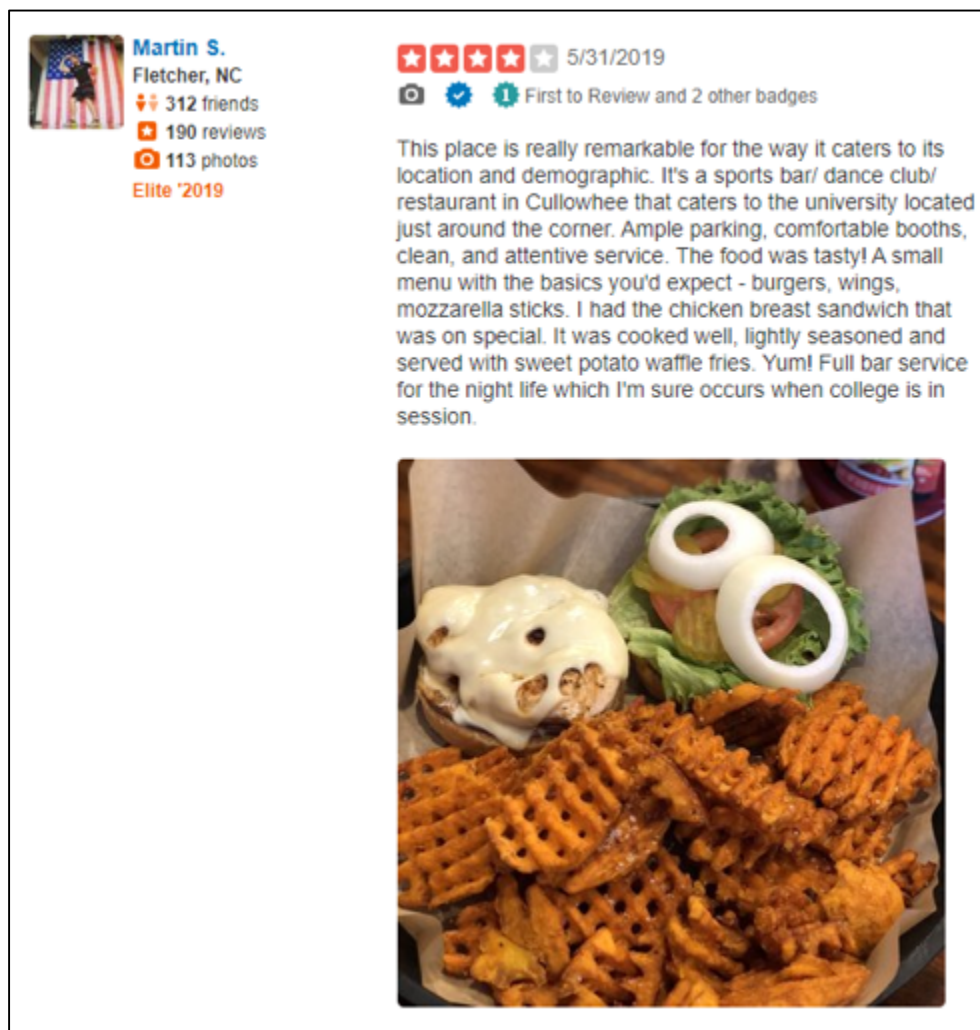 Martin S.
Fletcher, NC
312 friends
190 reviews
113 photos
Elite '2019
5/31/2019
1 First to Review and 2 other badges
This place is really remarkable for the way it caters to its
location and demographic. It's a sports bar/ dance club/
restaurant in Cullowhee that caters to the university located
just around the corner. Ample parking, comfortable booths,
clean, and attentive service. The food was tasty! A small
menu with the basics you'd expect - burgers, wings,
mozzarella sticks. I had the chicken breast sandwich that
was on special. It was cooked well, lightly seasoned and
served with sweet potato waffle fries. Yum! Full bar service
for the night life which I'm sure occurs when college is in
session.